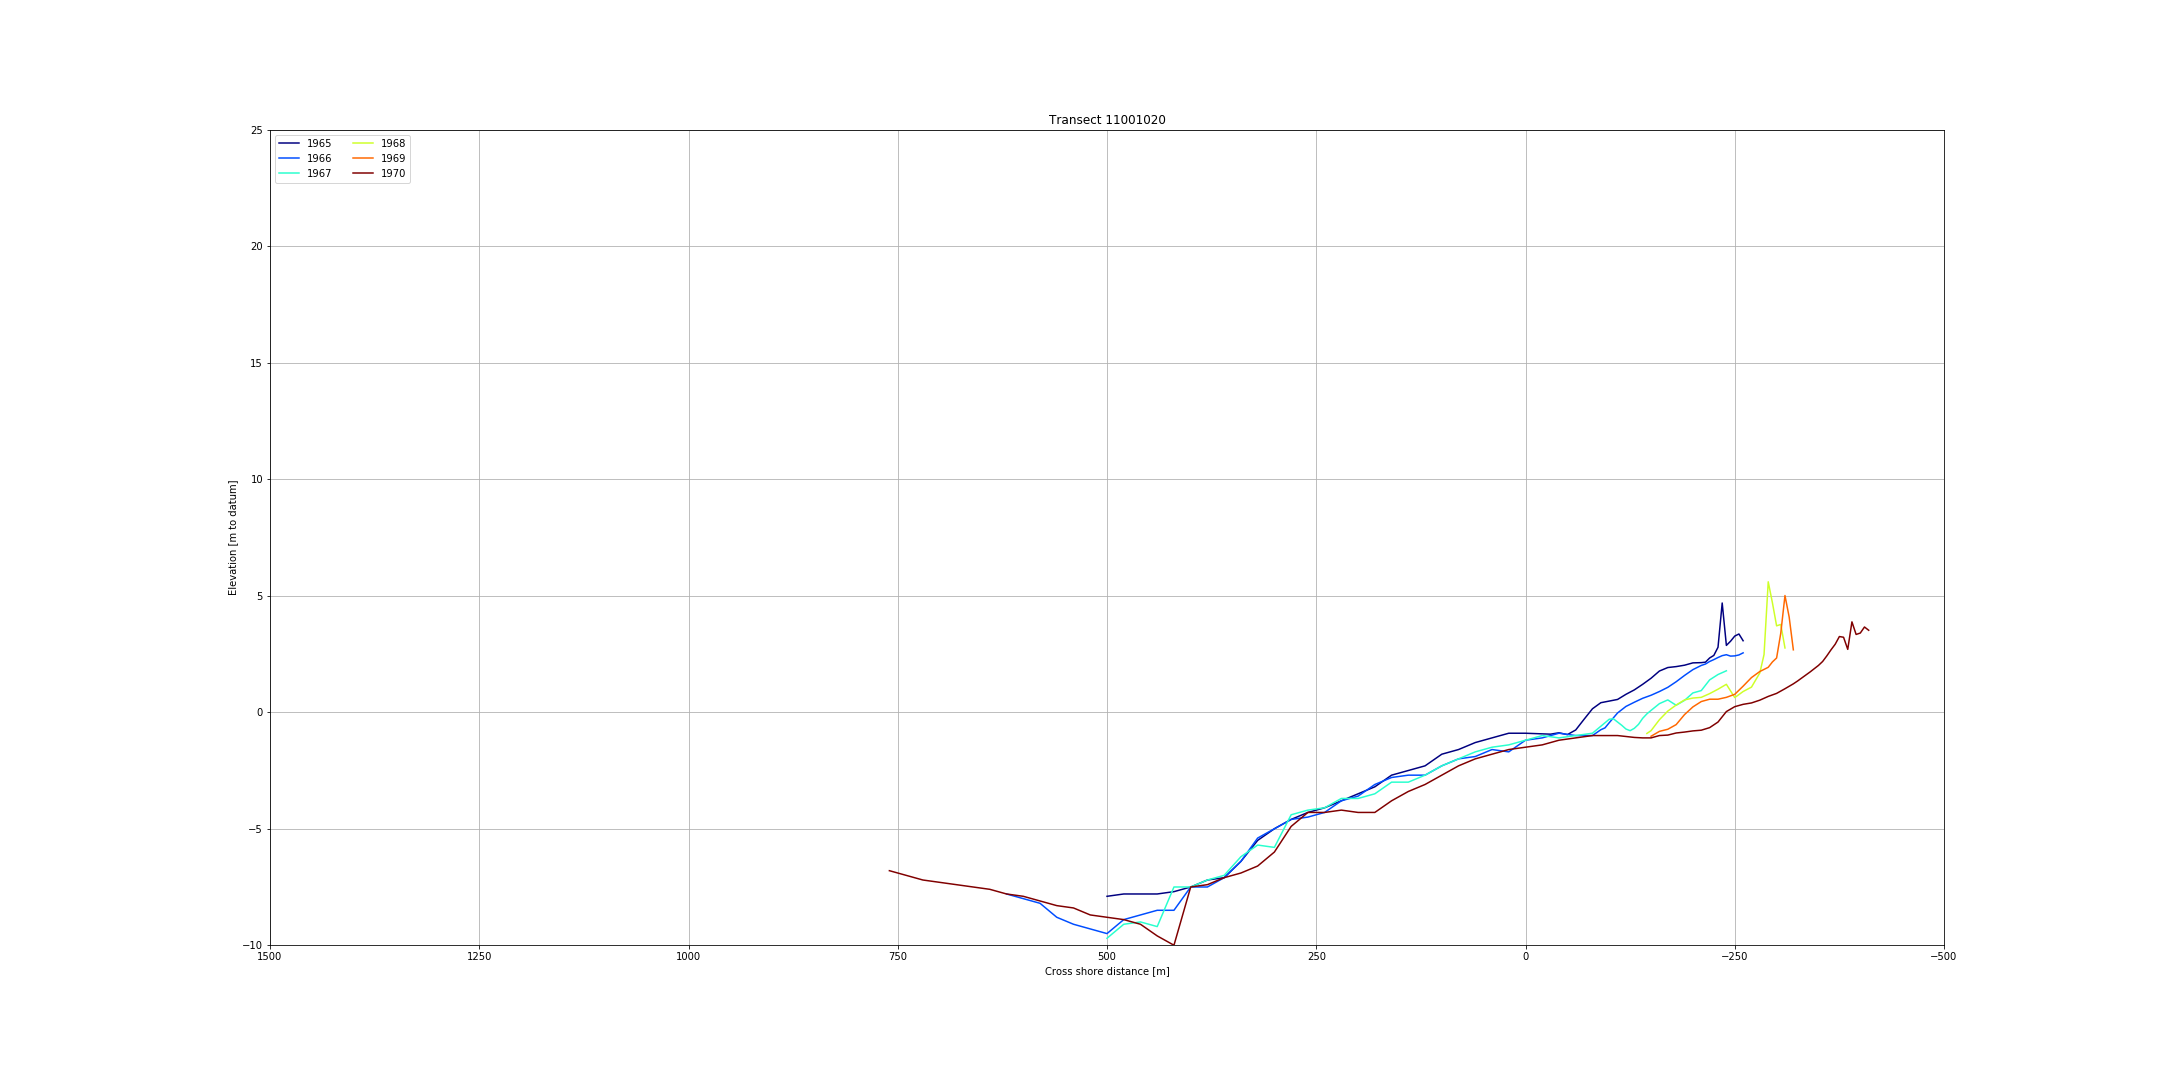 Transect 11001020
25
1965 1968
1966 1969
1967 1970
20
15
10
5
0
−5
−10
Elevation [m to datum]
1500 1250 1000 750 500 250 0 −250 −500
Cross shore distance [m]